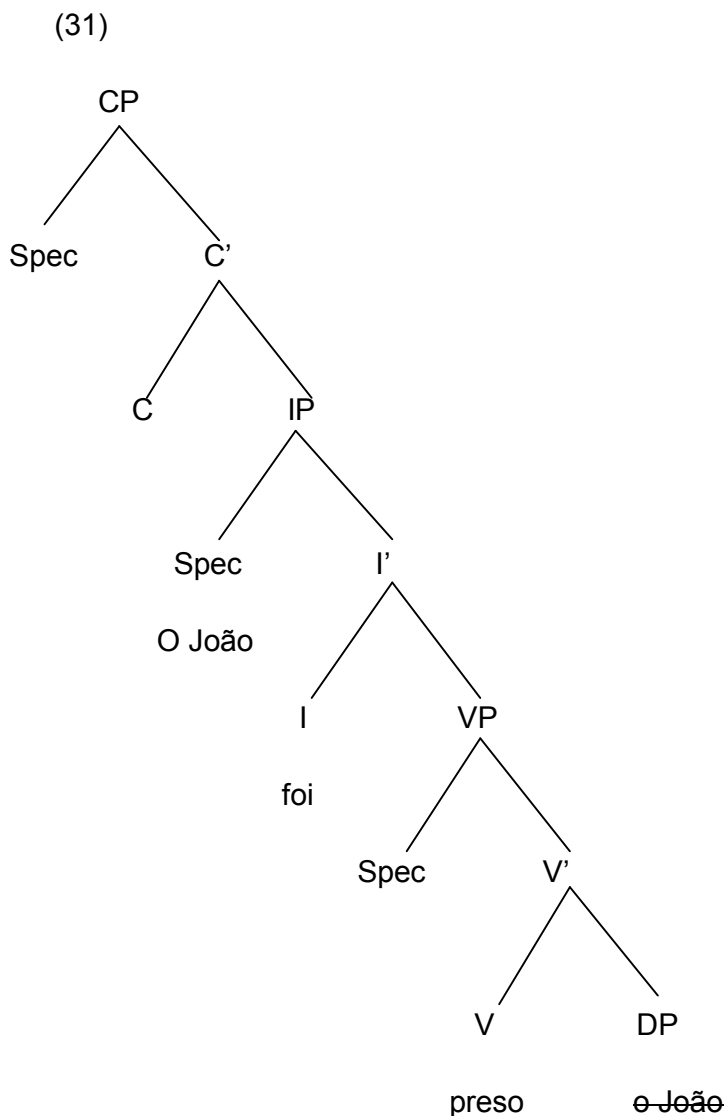 (31)
CP
Spec C’
C IP
Spec I’
O João
I VP
foi
Spec V’
V DP
preso o João